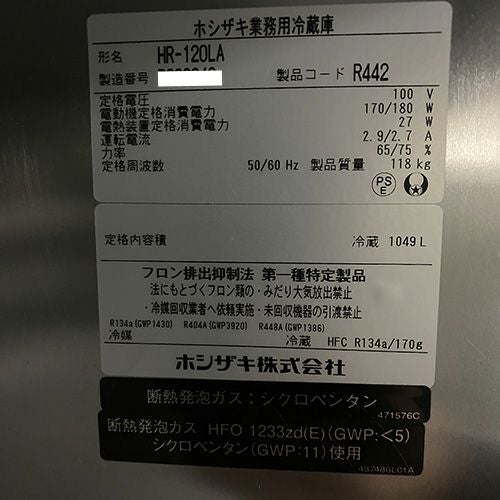 ホシザキ業務用冷蔵庫
形名 HR-120LA
製造番号 製品コード R442
定格電圧 100 V
電動機定格消費電力 170/180 W
電熱装置定格消費電力 27 W
運転電流 2.9/2.7 A
力率 65/75 %
定格周波数 50/60 Hz 製品質量 118 kg
PS
E
定格内容積 冷蔵 1049 L
フロン排出抑制法 第一種特定製品
法にもとづくフロン類の・みだり大気放出禁止
・冷媒回収業者へ依頼実施・未回収機器の引渡禁止
R134a(GWP1430) R404A(GWP3920) R448A(GWP1386)
冷媒 冷蔵 HFC R134a/170g
ホシザキ株式会社
断熱発泡ガス:シクロペンタン
471576C
断熱発泡ガス HFO 1233zd(E)(GWP:<5)
シクロペンタン(GWP:11)使用
4S7486L01A